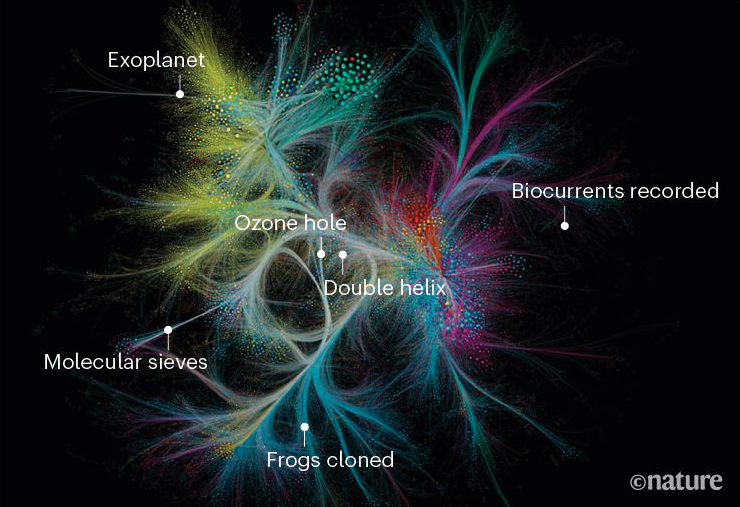 Exoplanet
Biocurrents recorded
Ozone hole
Double helix
Molecular sieves
Frogs cloned
©nature